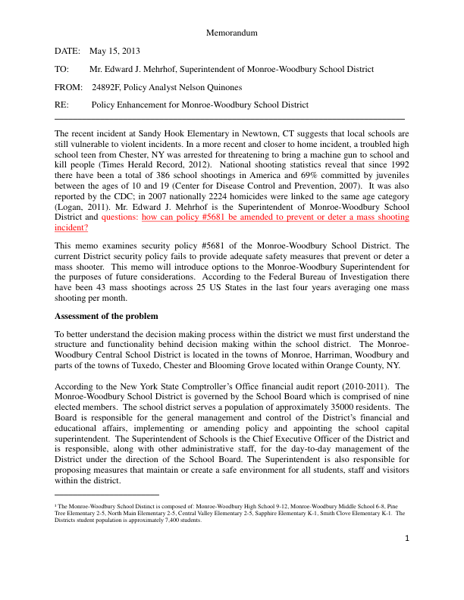 Memorandum
DATE: May 15, 2013
TO: Mr. Edward J. Mehrhof, Superintendent of Monroe-Woodbury School District
FROM: 24892F, Policy Analyst Nelson Quinones
RE: Policy Enhancement for Monroe-Woodbury School District
The recent incident at Sandy Hook Elementary in Newtown, CT suggests that local schools are
still vulnerable to violent incidents. In a more recent and closer to home incident, a troubled high
school teen from Chester, NY was arrested for threatening to bring a machine gun to school and
kill people (Times Herald Record, 2012). National shooting statistics reveal that since 1992
there have been a total of 386 school shootings in America and 69% committed by juveniles
between the ages of 10 and 19 (Center for Disease Control and Prevention, 2007). It was also
reported by the CDC; in 2007 nationally 2224 homicides were linked to the same age category
(Logan, 2011). Mr. Edward J. Mehrhof is the Superintendent of Monroe-Woodbury School
District and questions: how can policy #5681 be amended to prevent or deter a mass shooting
incident?
This memo examines security policy #5681 of the Monroe-Woodbury School District. The
current District security policy fails to provide adequate safety measures that prevent or deter a
mass shooter. This memo will introduce options to the Monroe-Woodbury Superintendent for
the purposes of future considerations. According to the Federal Bureau of Investigation there
have been 43 mass shootings across 25 US States in the last four years averaging one mass
shooting per month.
Assessment of the problem
To better understand the decision making process within the district we must first understand the
structure and functionality behind decision making within the school district. The Monroe-
Woodbury Central School District is located in the towns of Monroe, Harriman, Woodbury and
parts of the towns of Tuxedo, Chester and Blooming Grove located within Orange County, NY.
According to the New York State Comptroller's Office financial audit report (2010-2011). The
Monroe-Woodbury School District is governed by the School Board which is comprised of nine
elected members. The school district serves a population of approximately 35000 residents. The
Board is responsible for the general management and control of the District's financial and
educational affairs, implementing or amending policy and appointing the school capital
superintendent. The Superintendent of Schools is the Chief Executive Officer of the District and
is responsible, along with other administrative staff, for the day-to-day management of the
District under the direction of the School Board. The Superintendent is also responsible for
proposing measures that maintain or create a safe environment for all students, staff and visitors
within the district.
The Monroe-Woodbury School District is composed of: Monroe-Woodbury High School 9-12, Monroe-Woodbury Middle School 6-8, Pine
Tree Elementary 2-5, North Main Elementary 2-5, Central Valley Elementary 2-5, Sapphire Elementary K-1, Smith Clove Elementary K-1. The
Districts student population is approximately 7,400 students.
1